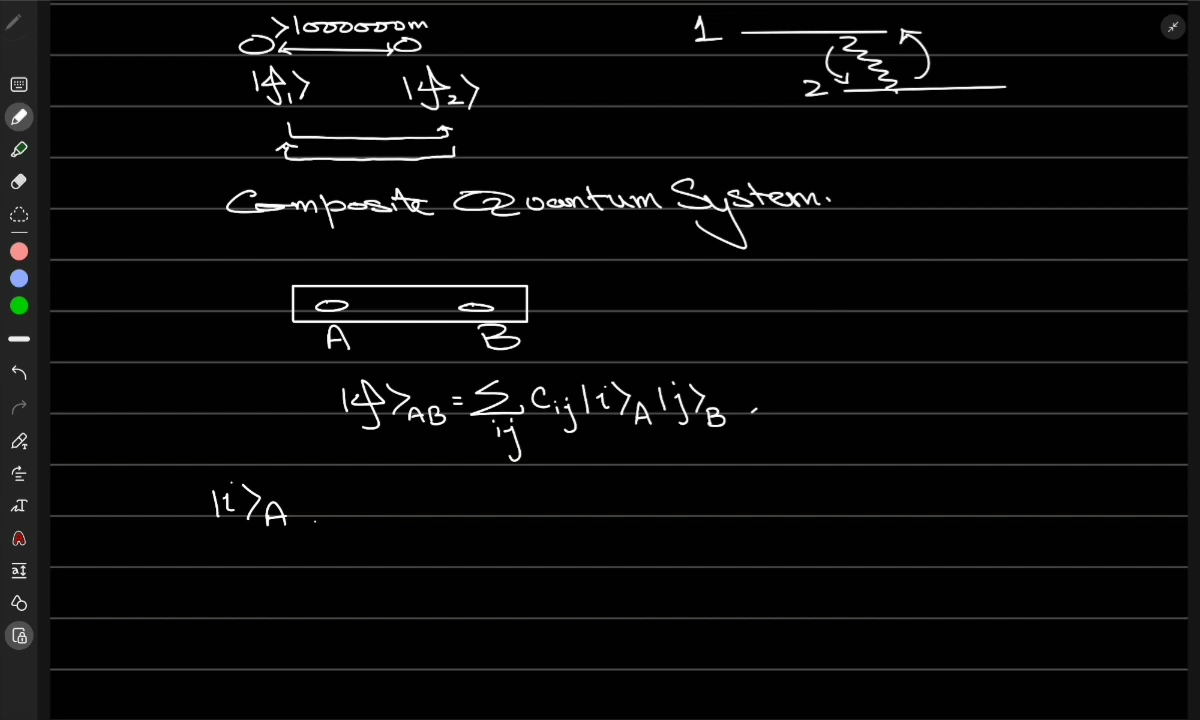 >1000000m
|ψ₁⟩ |ψ₂⟩
1
2
Composite Quantum System.
A B
|ψ⟩_AB = Σ_ij C_ij |i⟩_A |j⟩_B .
|i⟩_A .